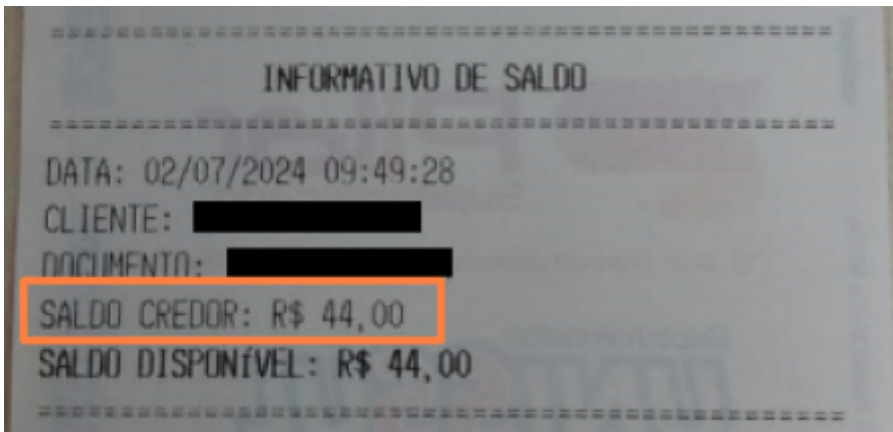 ================================================
INFORMATIVO DE SALDO
================================================
DATA: 02/07/2024 09:49:28
CLIENTE:
DOCUMENTO:
SALDO CREDOR: R$ 44,00
SALDO DISPONÍVEL: R$ 44,00
================================================